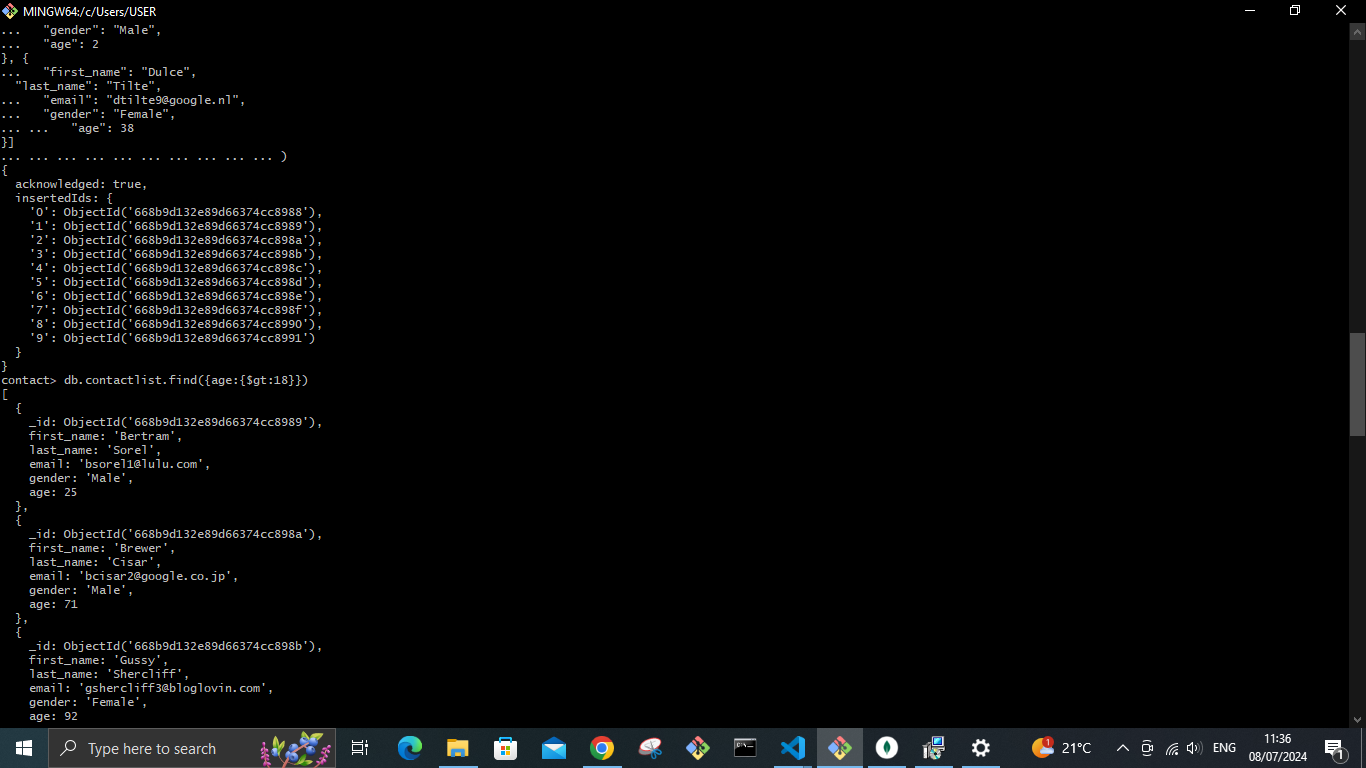 MINGW64:/c/Users/USER
...   "gender": "Male",
...   "age": 2
}, {
...   "first_name": "Dulce",
  "last_name": "Tilte",
...   "email": "dtilte9@google.nl",
...   "gender": "Female",
... ...   "age": 38
}]
... ... ... ... ... ... ... ... ... ... )
{
  acknowledged: true,
  insertedIds: {
    '0': ObjectId('668b9d132e89d66374cc8988'),
    '1': ObjectId('668b9d132e89d66374cc8989'),
    '2': ObjectId('668b9d132e89d66374cc898a'),
    '3': ObjectId('668b9d132e89d66374cc898b'),
    '4': ObjectId('668b9d132e89d66374cc898c'),
    '5': ObjectId('668b9d132e89d66374cc898d'),
    '6': ObjectId('668b9d132e89d66374cc898e'),
    '7': ObjectId('668b9d132e89d66374cc898f'),
    '8': ObjectId('668b9d132e89d66374cc8990'),
    '9': ObjectId('668b9d132e89d66374cc8991')
  }
}
contact> db.contactlist.find({age:{$gt:18}})
[
  {
    _id: ObjectId('668b9d132e89d66374cc8989'),
    first_name: 'Bertram',
    last_name: 'Sorel',
    email: 'bsorel1@lulu.com',
    gender: 'Male',
    age: 25
  },
  {
    _id: ObjectId('668b9d132e89d66374cc898a'),
    first_name: 'Brewer',
    last_name: 'Cisar',
    email: 'bcisar2@google.co.jp',
    gender: 'Male',
    age: 71
  },
  {
    _id: ObjectId('668b9d132e89d66374cc898b'),
    first_name: 'Gussy',
    last_name: 'Shercliff',
    email: 'gshercliff3@bloglovin.com',
    gender: 'Female',
    age: 92
Type here to search
1
21°C
ENG
11:36
08/07/2024
1